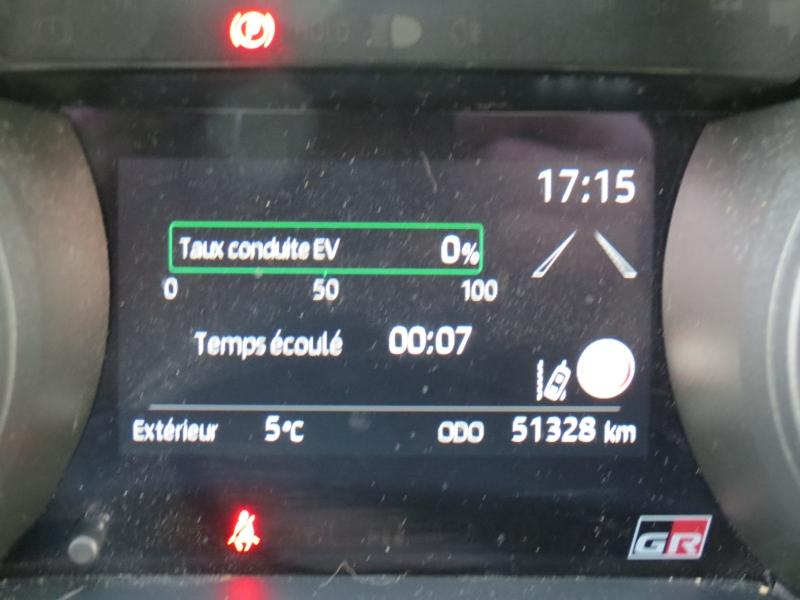 HOLD
17:15
Taux conduite EV 0%
0 50 100
Temps écoulé 00:07
Extérieur 5°C ODO 51328 km
GR